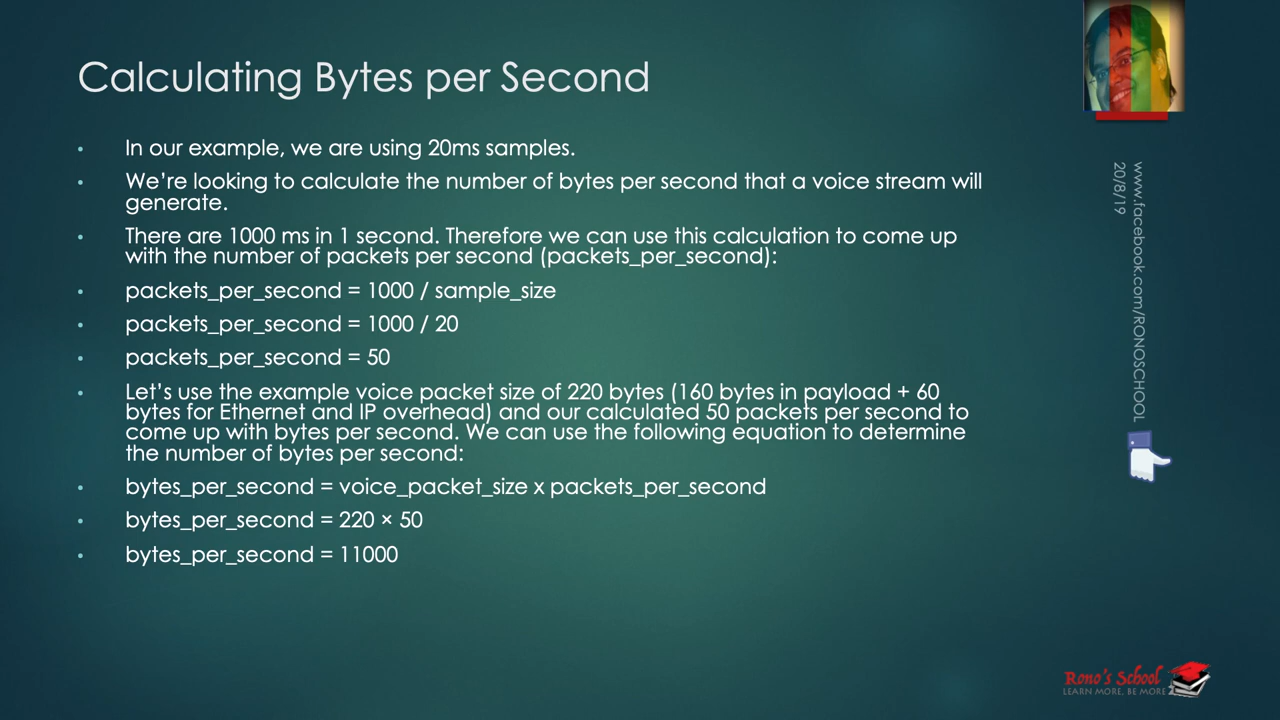 Calculating Bytes per Second
• In our example, we are using 20ms samples.
• We’re looking to calculate the number of bytes per second that a voice stream will
generate.
• There are 1000 ms in 1 second. Therefore we can use this calculation to come up
with the number of packets per second (packets_per_second):
• packets_per_second = 1000 / sample_size
• packets_per_second = 1000 / 20
• packets_per_second = 50
• Let’s use the example voice packet size of 220 bytes (160 bytes in payload + 60
bytes for Ethernet and IP overhead) and our calculated 50 packets per second to
come up with bytes per second. We can use the following equation to determine
the number of bytes per second:
• bytes_per_second = voice_packet_size x packets_per_second
• bytes_per_second = 220 × 50
• bytes_per_second = 11000
www.facebook.com/RONOSCHOOL
20/8/19
Rono's School
LEARN MORE, BE MORE